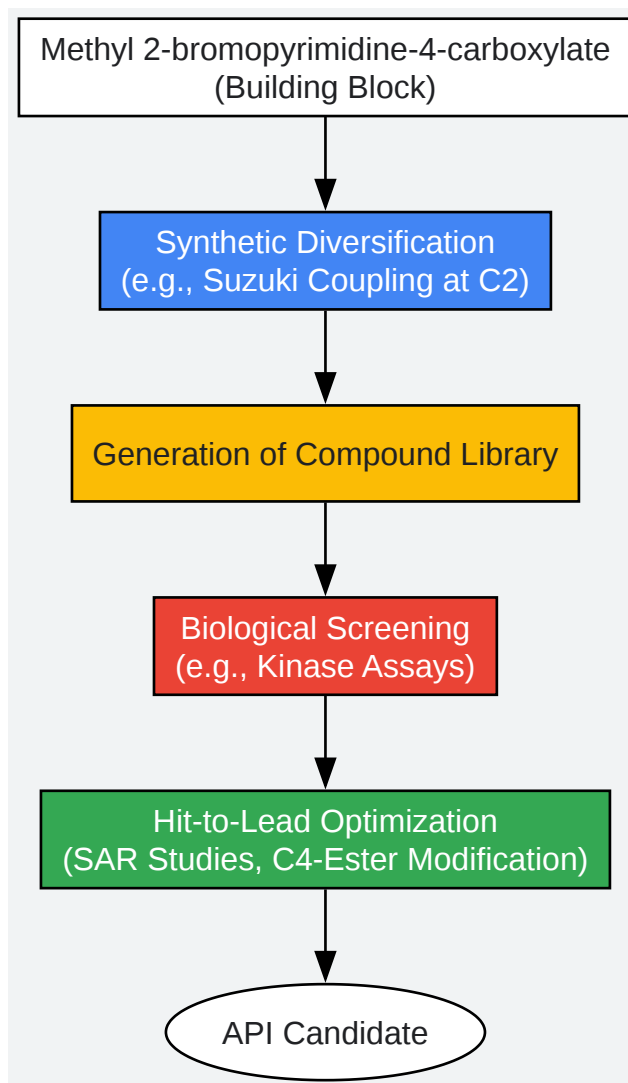 Methyl 2-bromopyrimidine-4-carboxylate
(Building Block)
Synthetic Diversification
(e.g., Suzuki Coupling at C2)
Generation of Compound Library
Biological Screening
(e.g., Kinase Assays)
Hit-to-Lead Optimization
(SAR Studies, C4-Ester Modification)
API Candidate